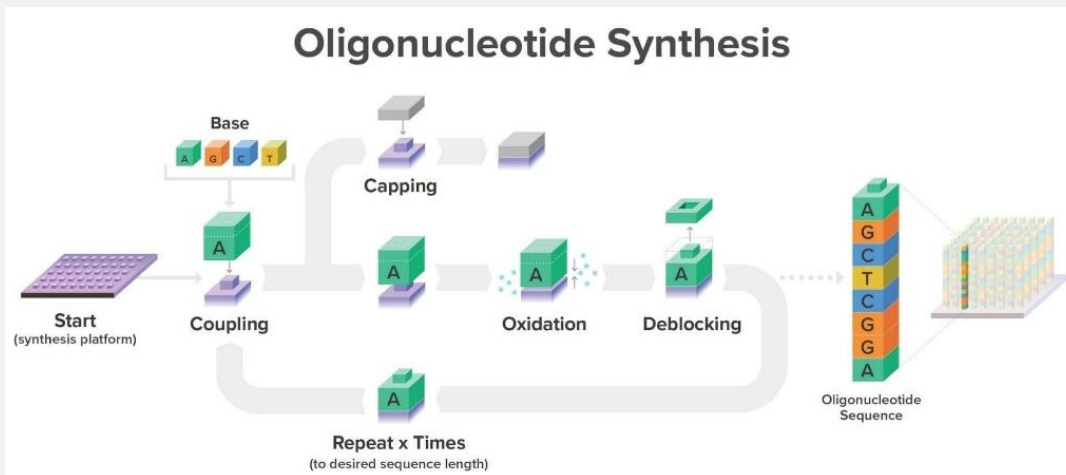 Oligonucleotide Synthesis
Base
A G C T
Capping
A
A
A
A
Start
(synthesis platform)
Coupling
Oxidation
Deblocking
A
Repeat x Times
(to desired sequence length)
A
G
C
T
C
G
G
A
Oligonucleotide
Sequence